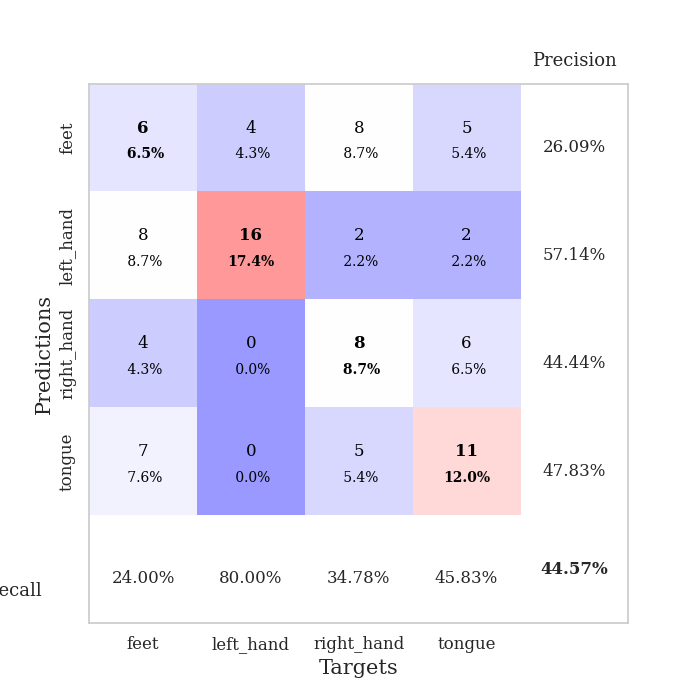 Precision
feet
6 4 8 5 26.09%
6.5% 4.3% 8.7% 5.4%
left_hand
8 16 2 2 57.14%
8.7% 17.4% 2.2% 2.2%
Predictions
right_hand
4 0 8 6 44.44%
4.3% 0.0% 8.7% 6.5%
tongue
7 0 5 11 47.83%
7.6% 0.0% 5.4% 12.0%
ecall 24.00% 80.00% 34.78% 45.83% 44.57%
feet left_hand right_hand tongue
Targets